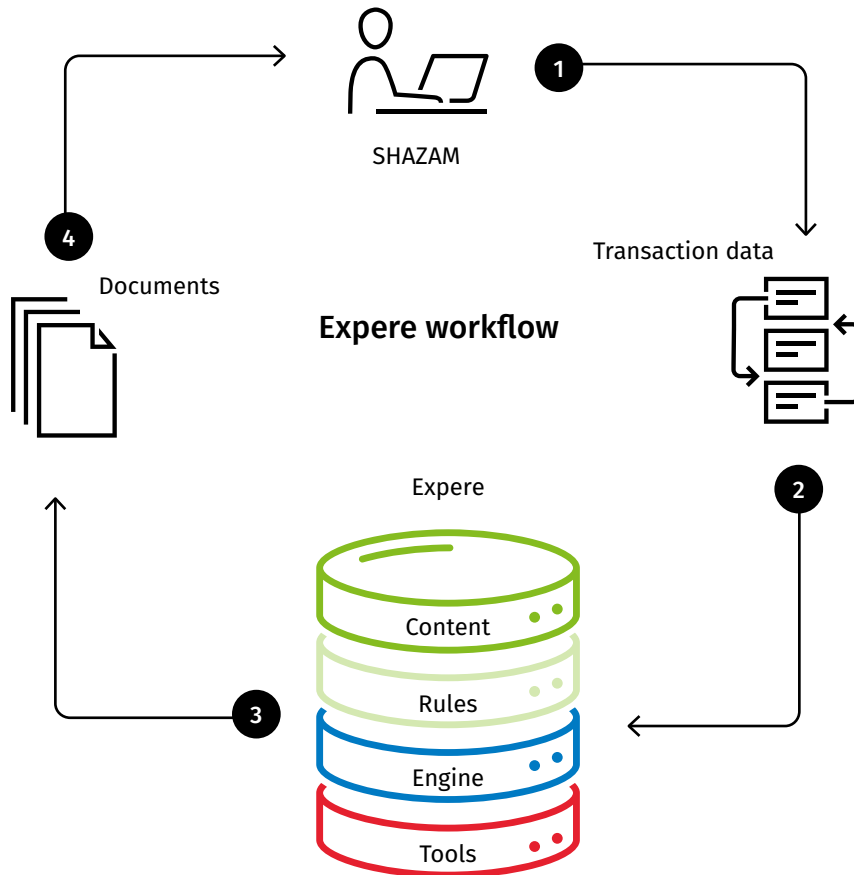 1
SHAZAM
4
Transaction data
Documents
Expere workflow
Expere
2
Content
Rules
3
Engine
Tools